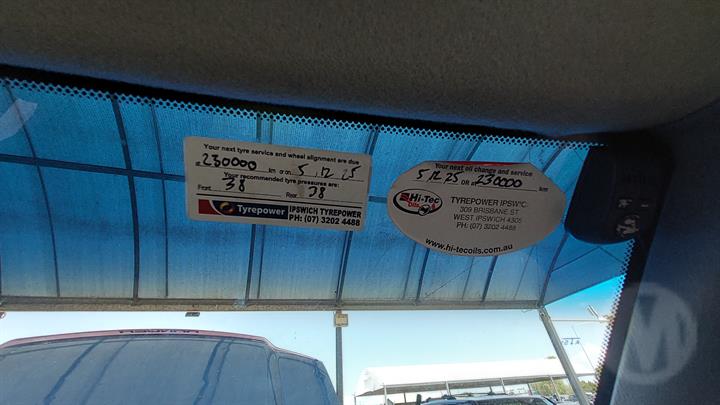 Your next tyre service and wheel alignment are due
at 230000 km or on 5.12.25
Your recommended tyre pressures are:
Front 38 Rear 38
Tyrepower
IPSWICH TYREPOWER
PH: (07) 3202 4488
Your next oil change and service
5.12.25 OR at 230000 km
Hi-Tec
Oils
TYREPOWER IPSWIC
309 BRISBANE ST
WEST IPSWICH 4305
PH: (07) 3202 4488
www.hi-tecoils.com.au
M